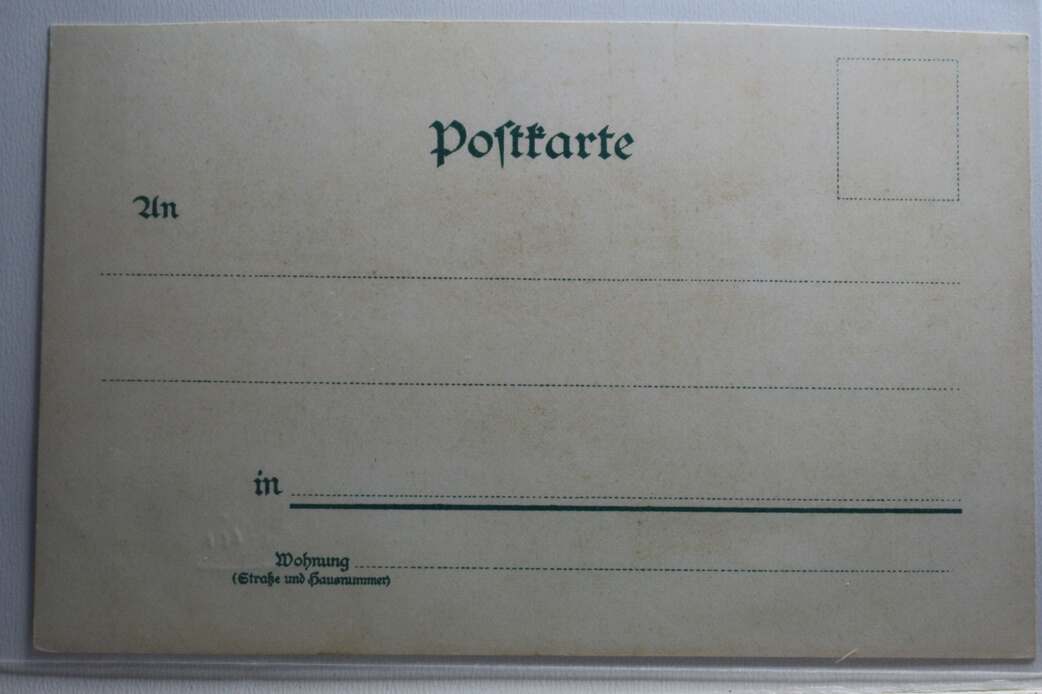 Poſtkarte
An
in
Wohnung
(Straße und Hausnummer)